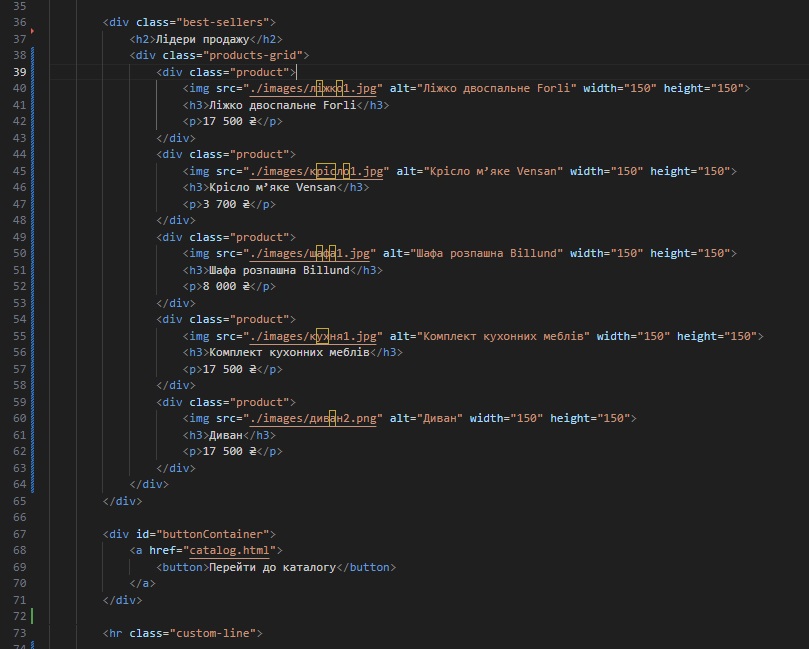 35
36 <div class="best-sellers">
37 <h2>Лідери продажу</h2>
38 <div class="products-grid">
39 <div class="product">
40 <img src="./images/ліжко1.jpg" alt="Ліжко двоспальне Forli" width="150" height="150">
41 <h3>Ліжко двоспальне Forli</h3>
42 <p>17 500 ₴</p>
43 </div>
44 <div class="product">
45 <img src="./images/крісло1.jpg" alt="Крісло м’яке Vensan" width="150" height="150">
46 <h3>Крісло м’яке Vensan</h3>
47 <p>3 700 ₴</p>
48 </div>
49 <div class="product">
50 <img src="./images/шафа1.jpg" alt="Шафа розпашна Billund" width="150" height="150">
51 <h3>Шафа розпашна Billund</h3>
52 <p>8 000 ₴</p>
53 </div>
54 <div class="product">
55 <img src="./images/кухня1.jpg" alt="Комплект кухонних меблів" width="150" height="150">
56 <h3>Комплект кухонних меблів</h3>
57 <p>17 500 ₴</p>
58 </div>
59 <div class="product">
60 <img src="./images/диван2.png" alt="Диван" width="150" height="150">
61 <h3>Диван</h3>
62 <p>17 500 ₴</p>
63 </div>
64 </div>
65 </div>
66
67 <div id="buttonContainer">
68 <a href="catalog.html">
69 <button>Перейти до каталогу</button>
70 </a>
71 </div>
72
73 <hr class="custom-line">
74